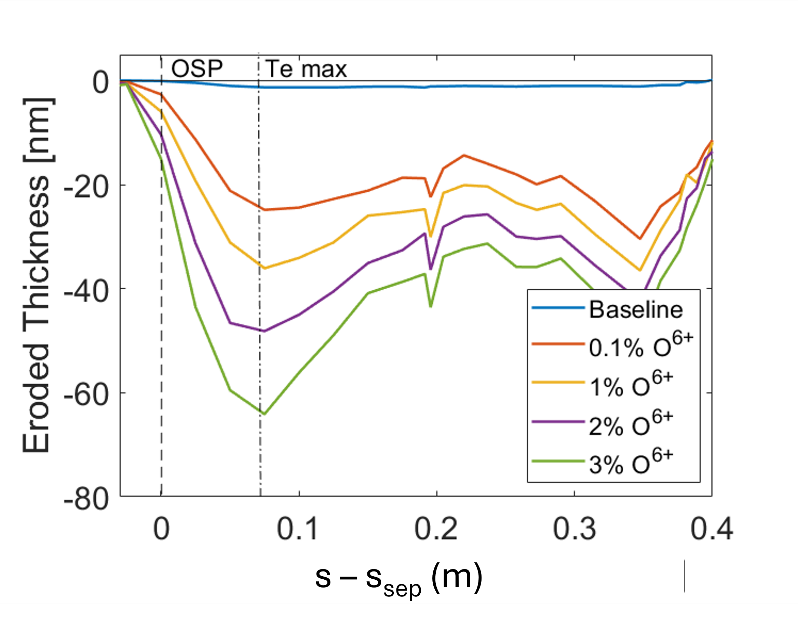 OSP
Te max
0
-20
-40
-60
-80
Eroded Thickness [nm]
Baseline
0.1% O⁶⁺
1% O⁶⁺
2% O⁶⁺
3% O⁶⁺
0 0.1 0.2 0.3 0.4
s – s_sep (m)